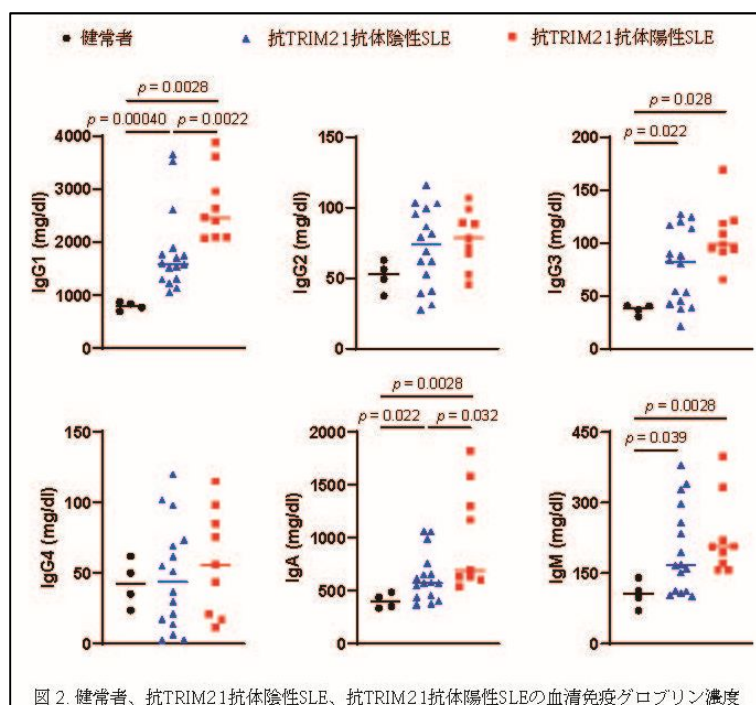 健常者 抗TRIM21抗体陰性SLE 抗TRIM21抗体陽性SLE
p = 0.0028
p = 0.00040 p = 0.0022
IgG1 (mg/dl)
4000
3000
2000
1000
0
IgG2 (mg/dl)
150
100
50
0
p = 0.028
p = 0.022
IgG3 (mg/dl)
200
150
100
50
0
IgG4 (mg/dl)
150
100
50
0
p = 0.0028
p = 0.022 p = 0.032
IgA (mg/dl)
2000
1500
1000
500
0
p = 0.0028
p = 0.039
IgM (mg/dl)
450
300
150
0
図 2. 健常者、抗TRIM21抗体陰性SLE、抗TRIM21抗体陽性SLEの血清免疫グロブリン濃度